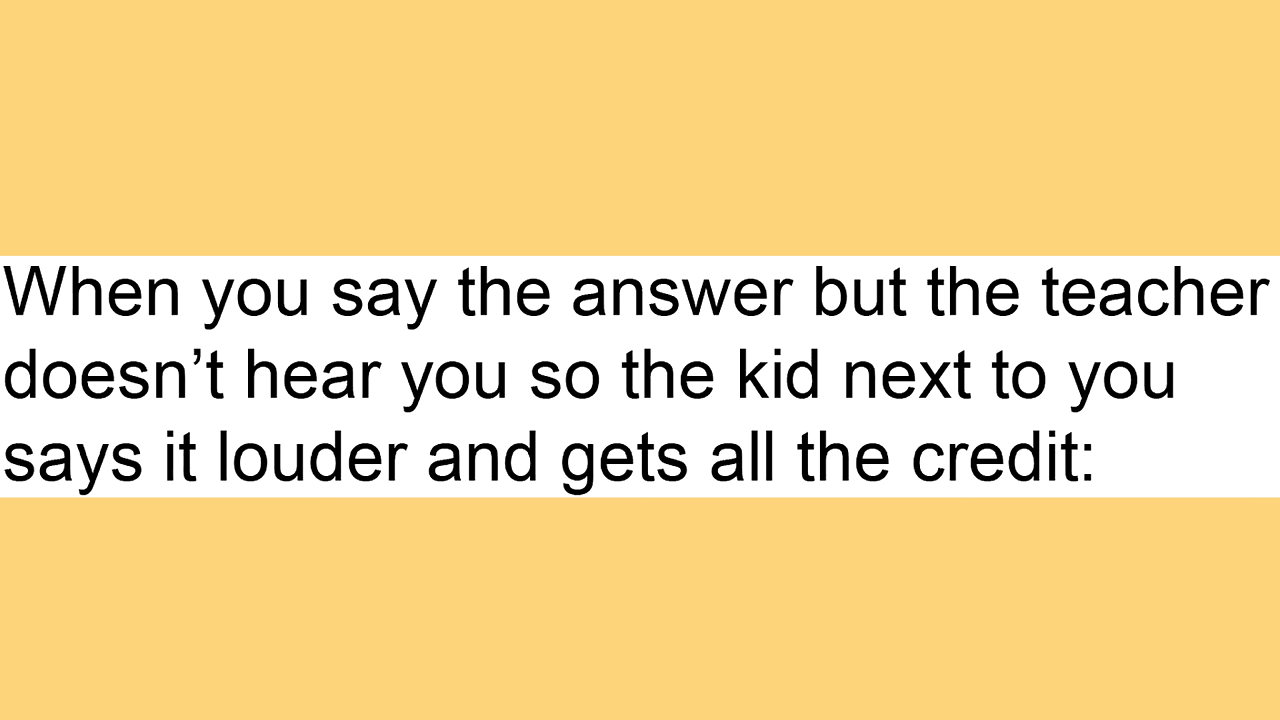 When you say the answer but the teacher
doesn’t hear you so the kid next to you
says it louder and gets all the credit: